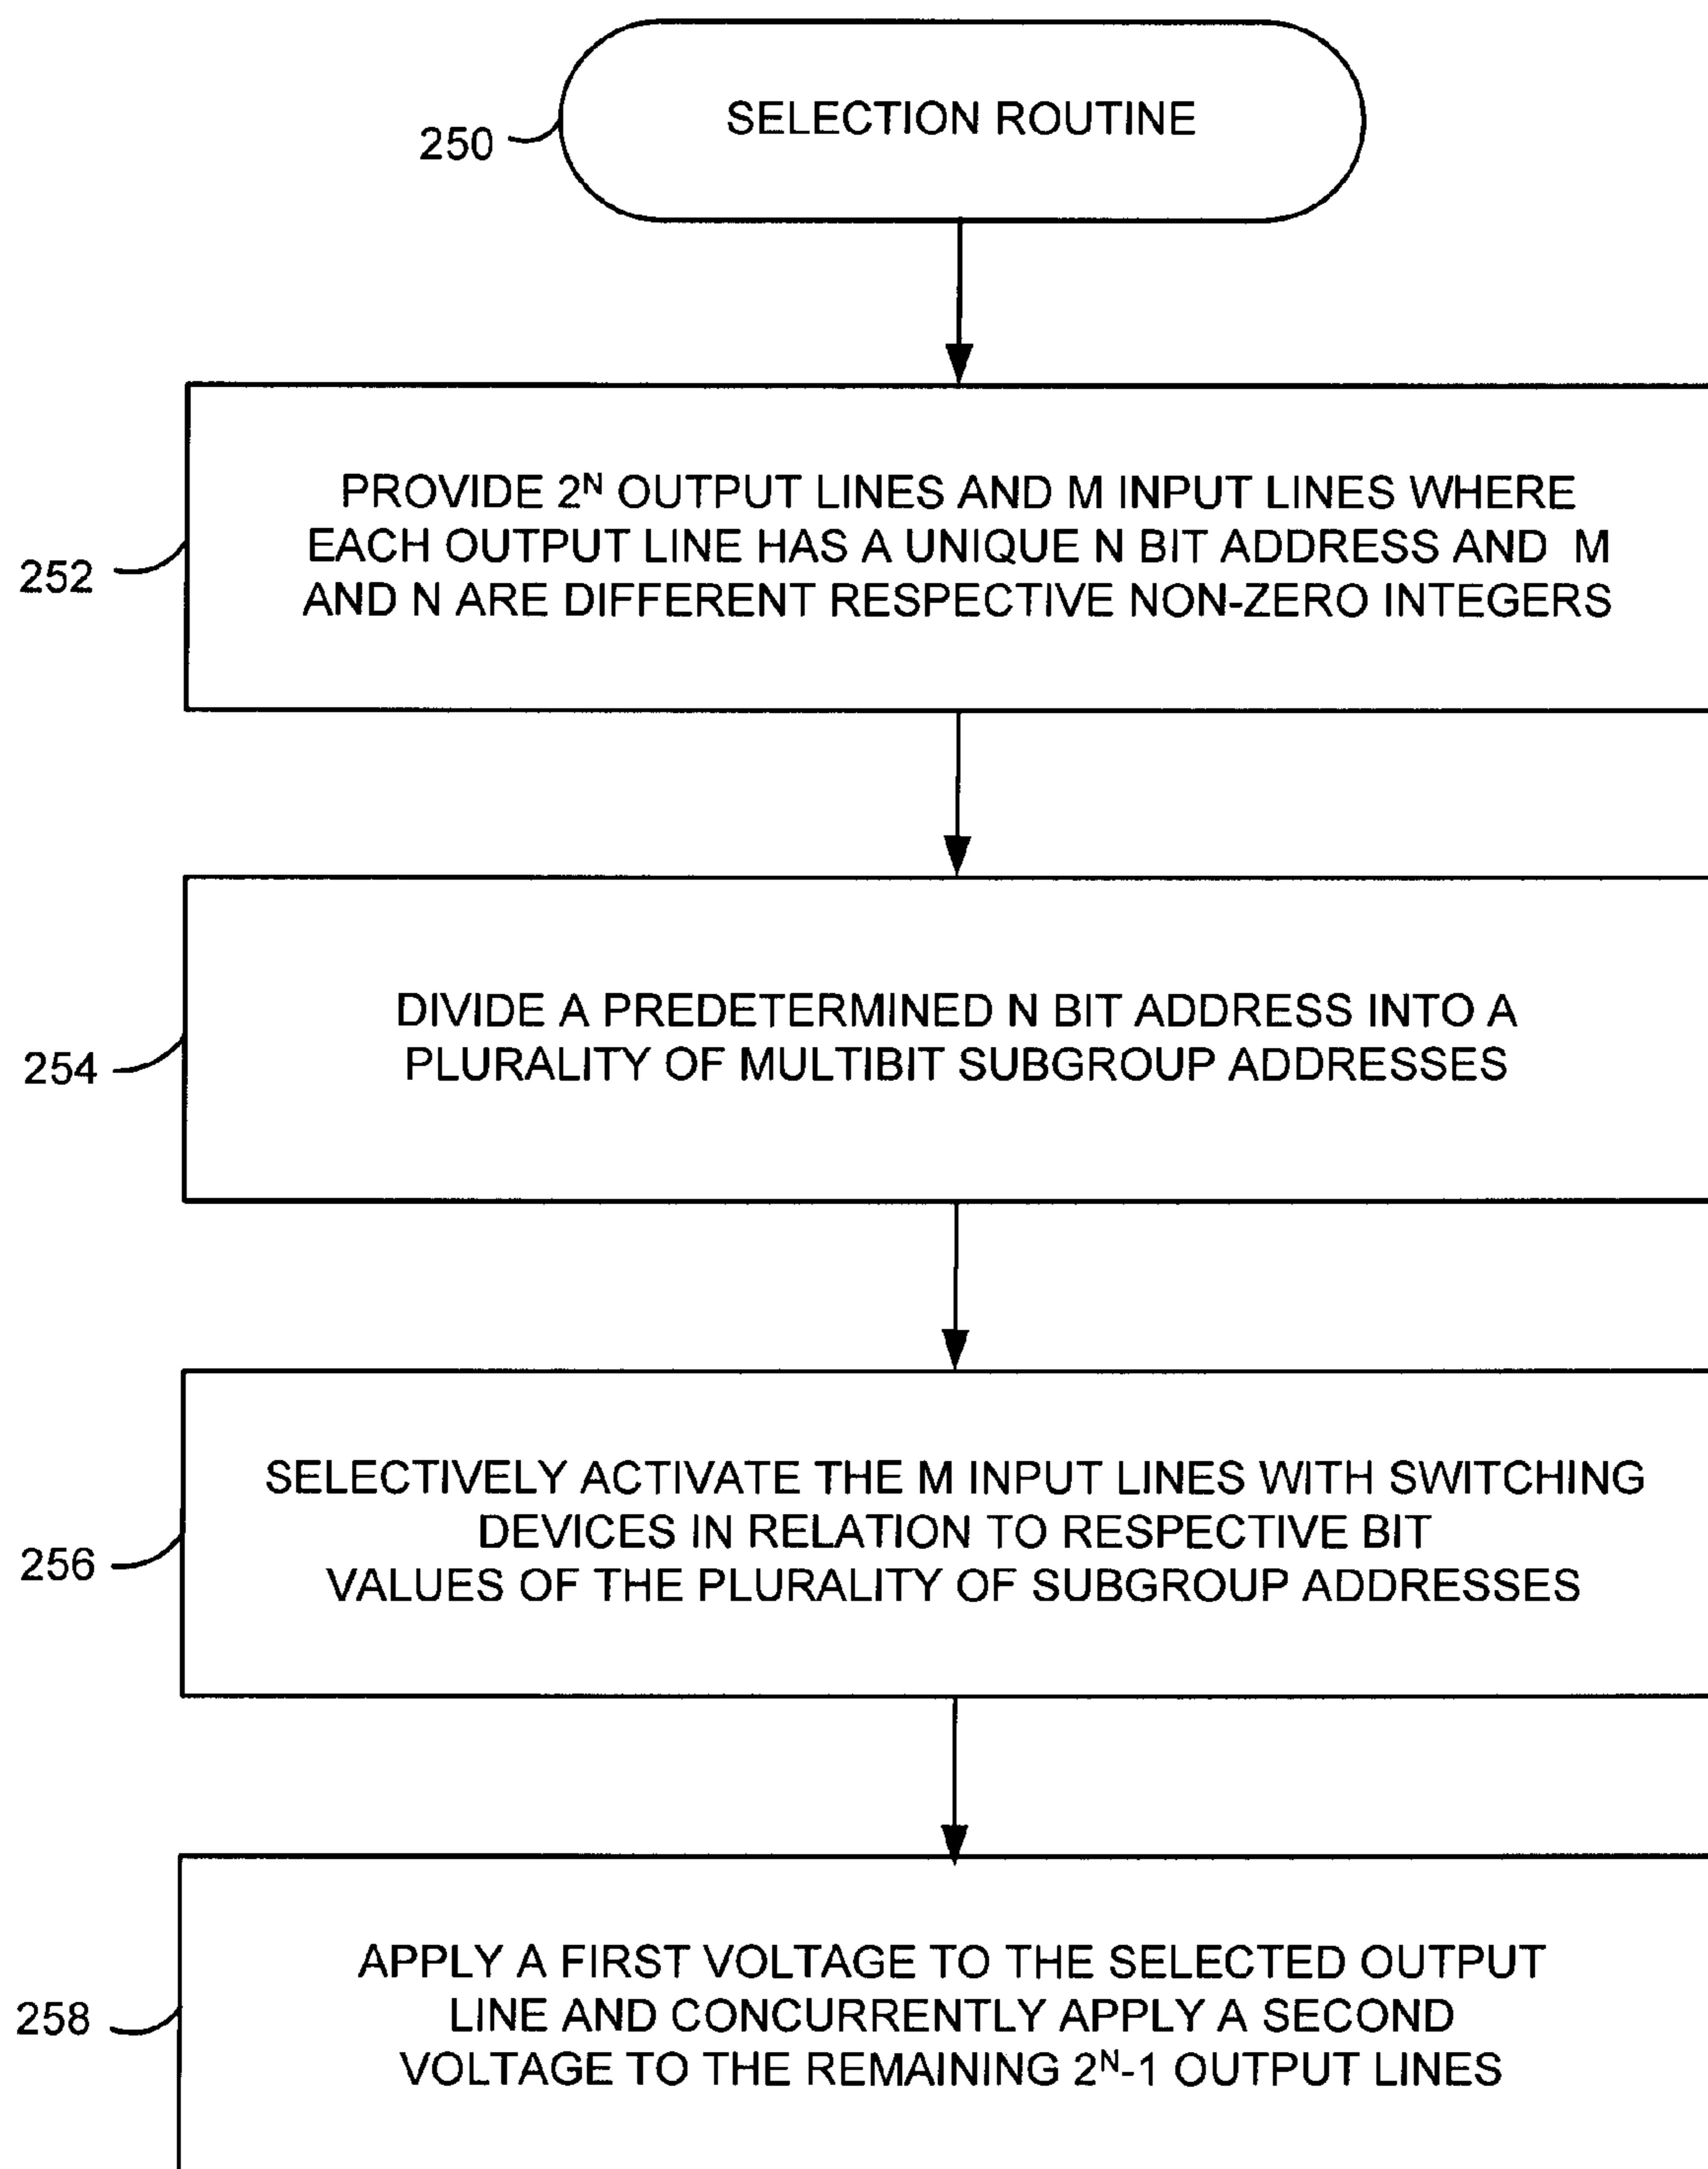 SELECTION ROUTINE
250
PROVIDE 2ᴺ OUTPUT LINES AND M INPUT LINES WHERE
EACH OUTPUT LINE HAS A UNIQUE N BIT ADDRESS AND M
AND N ARE DIFFERENT RESPECTIVE NON-ZERO INTEGERS
252
DIVIDE A PREDETERMINED N BIT ADDRESS INTO A
PLURALITY OF MULTIBIT SUBGROUP ADDRESSES
254
SELECTIVELY ACTIVATE THE M INPUT LINES WITH SWITCHING
DEVICES IN RELATION TO RESPECTIVE BIT
VALUES OF THE PLURALITY OF SUBGROUP ADDRESSES
256
APPLY A FIRST VOLTAGE TO THE SELECTED OUTPUT
LINE AND CONCURRENTLY APPLY A SECOND
VOLTAGE TO THE REMAINING 2ᴺ-1 OUTPUT LINES
258